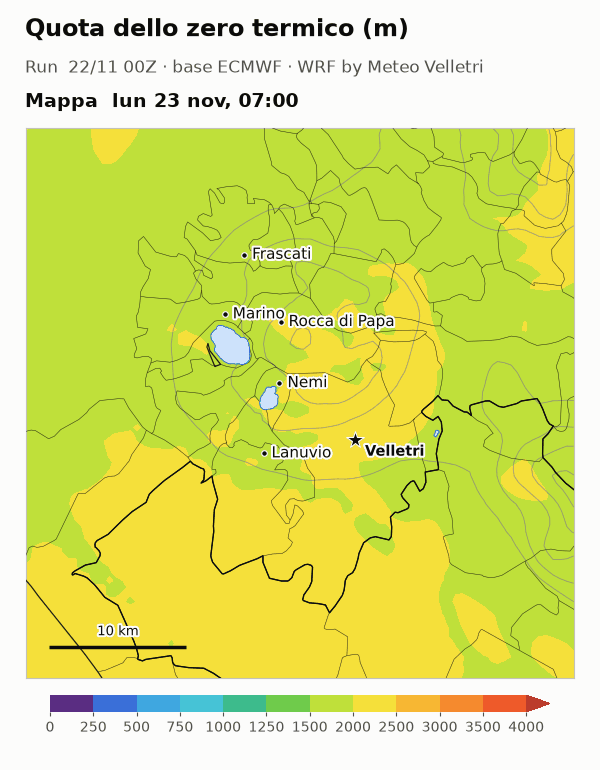 Quota dello zero termico (m)
Run  22/11 00Z · base ECMWF · WRF by Meteo Velletri
Mappa  lun 23 nov, 07:00
Frascati
Marino
Rocca di Papa
Nemi
Velletri
Lanuvio
10 km
0 250 500 750 1000 1250 1500 2000 2500 3000 3500 4000